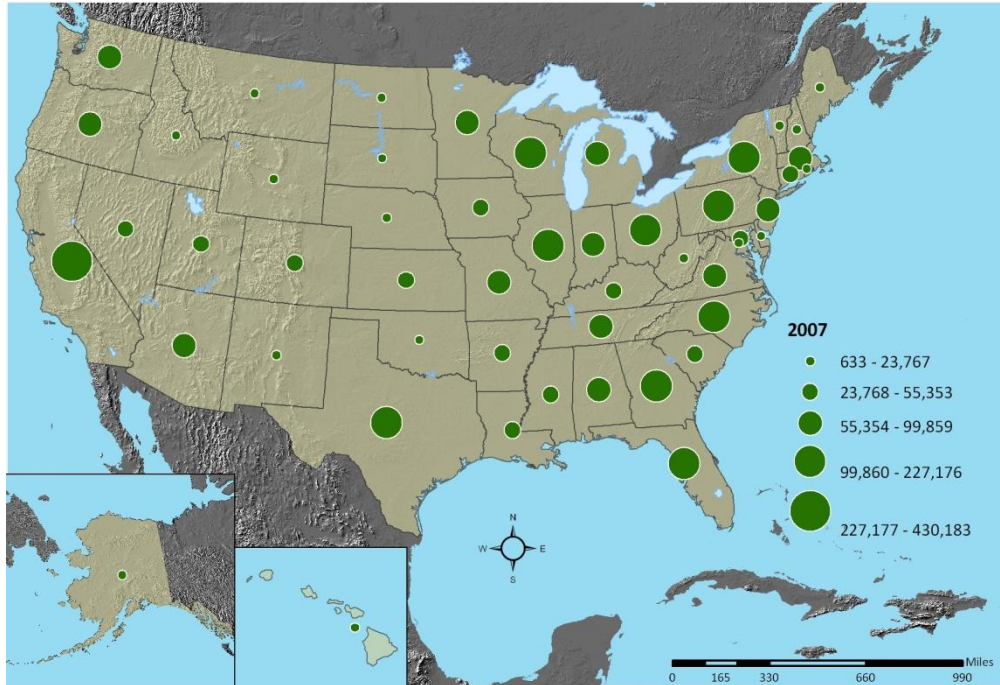 2007
633 - 23,767
23,768 - 55,353
55,354 - 99,859
99,860 - 227,176
227,177 - 430,183
N
W E
S
Miles
0 165 330 660 990